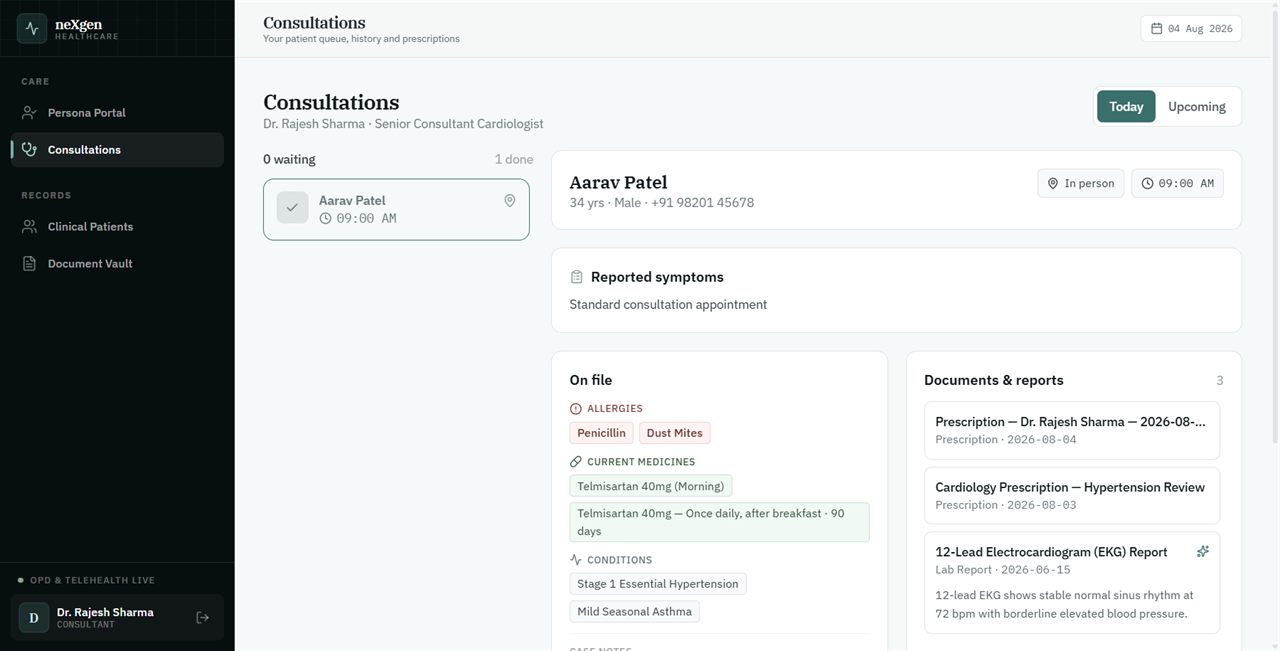 neXgen
HEALTHCARE
CARE
Persona Portal
Consultations
RECORDS
Clinical Patients
Document Vault
OPD & TELEHEALTH LIVE
D
Dr. Rajesh Sharma
CONSULTANT
Consultations
Your patient queue, history and prescriptions
04 Aug 2026
Consultations
Dr. Rajesh Sharma · Senior Consultant Cardiologist
Today
Upcoming
0 waiting
1 done
Aarav Patel
09:00 AM
Aarav Patel
34 yrs · Male · +91 98201 45678
In person
09:00 AM
Reported symptoms
Standard consultation appointment
On file
ALLERGIES
Penicillin
Dust Mites
CURRENT MEDICINES
Telmisartan 40mg (Morning)
Telmisartan 40mg — Once daily, after breakfast · 90
days
CONDITIONS
Stage 1 Essential Hypertension
Mild Seasonal Asthma
CASE NOTES
Documents & reports
3
Prescription — Dr. Rajesh Sharma — 2026-08-...
Prescription · 2026-08-04
Cardiology Prescription — Hypertension Review
Prescription · 2026-08-03
12-Lead Electrocardiogram (EKG) Report
Lab Report · 2026-06-15
12-lead EKG shows stable normal sinus rhythm at
72 bpm with borderline elevated blood pressure.